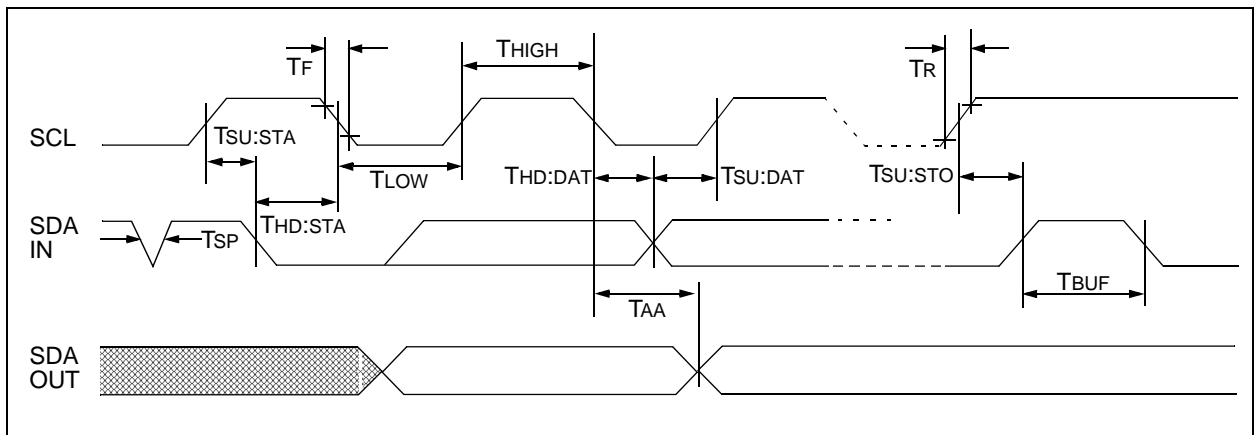 TF
THIGH
TR
SCL
TSU:STA
TLOW
THD:DAT
TSU:DAT
TSU:STO
SDA
IN
TSP
THD:STA
TBUF
TAA
SDA
OUT